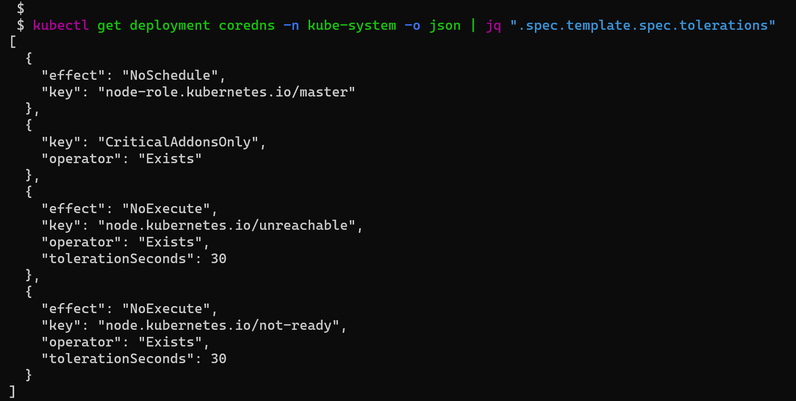 $
$ kubectl get deployment coredns -n kube-system -o json | jq ".spec.template.spec.tolerations"
[
  {
    "effect": "NoSchedule",
    "key": "node-role.kubernetes.io/master"
  },
  {
    "key": "CriticalAddonsOnly",
    "operator": "Exists"
  },
  {
    "effect": "NoExecute",
    "key": "node.kubernetes.io/unreachable",
    "operator": "Exists",
    "tolerationSeconds": 30
  },
  {
    "effect": "NoExecute",
    "key": "node.kubernetes.io/not-ready",
    "operator": "Exists",
    "tolerationSeconds": 30
  }
]